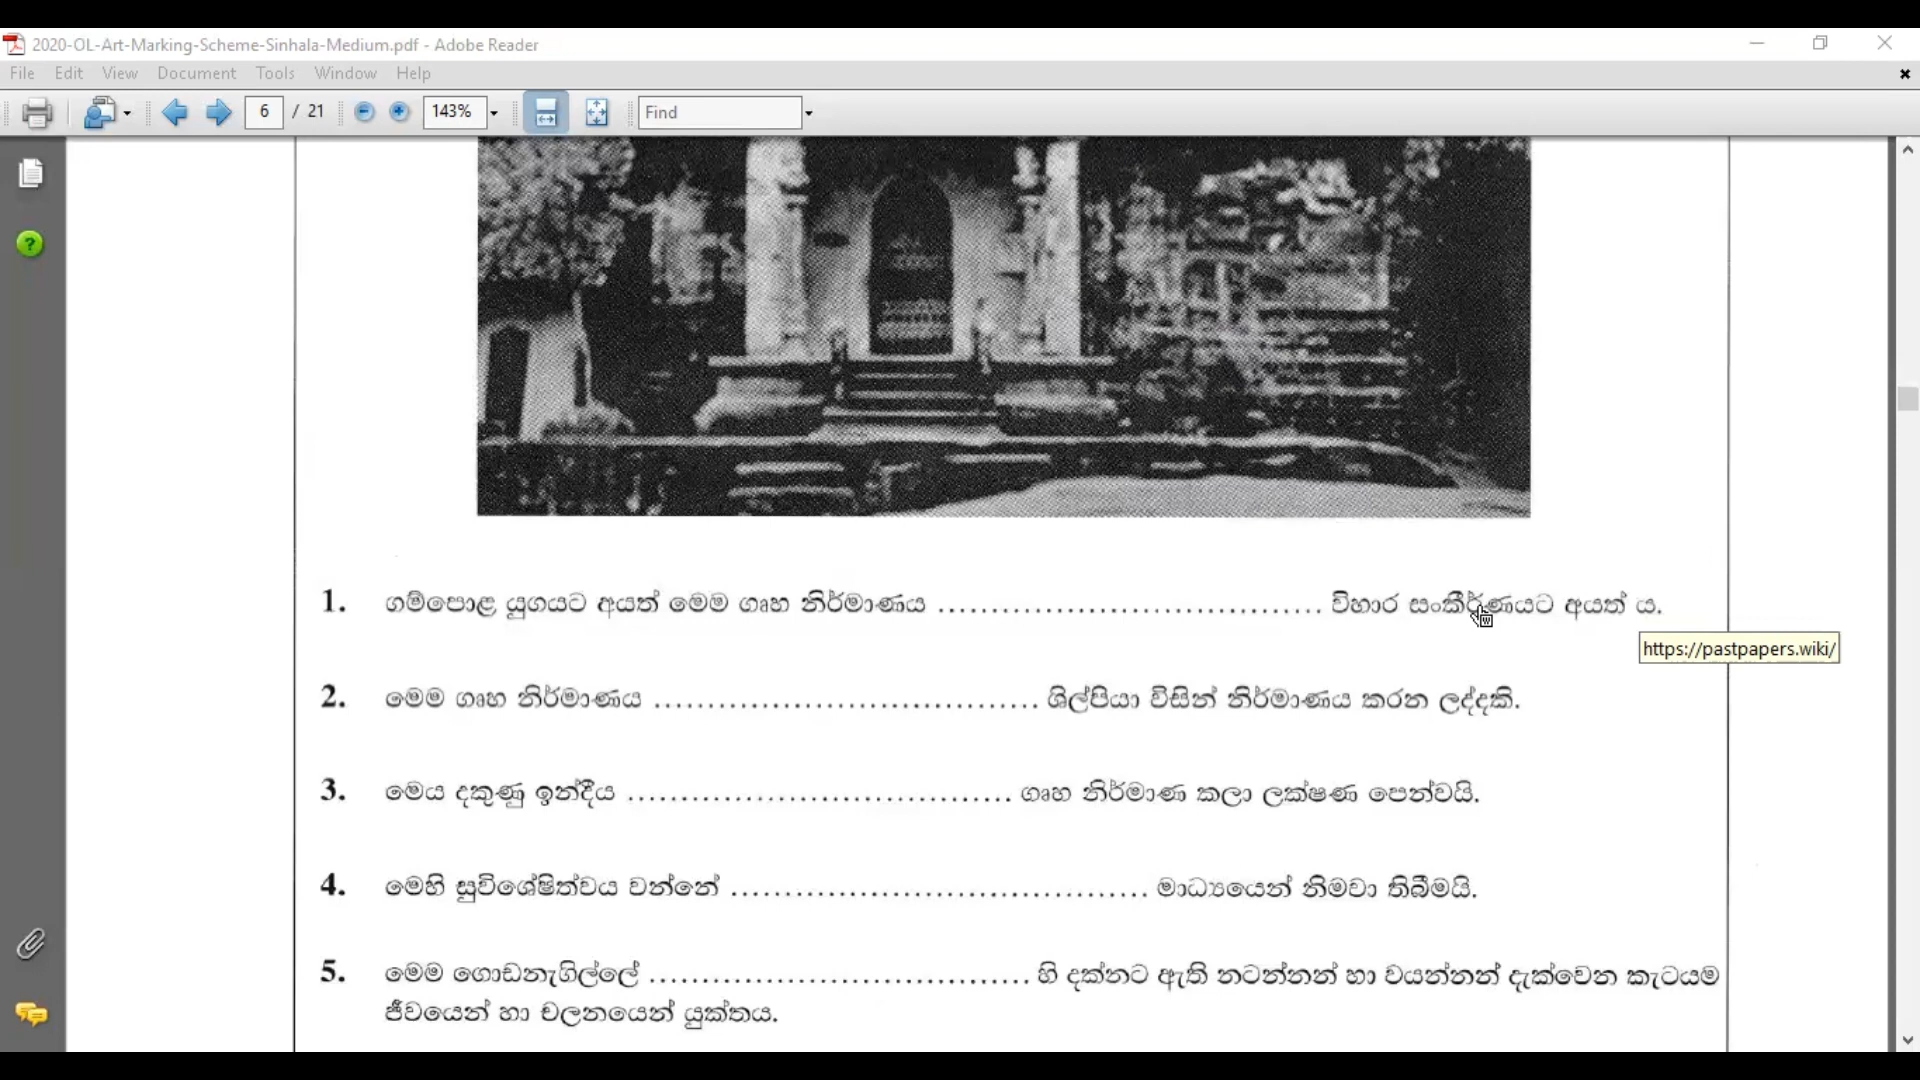 2020-OL-Art-Marking-Scheme-Sinhala-Medium.pdf - Adobe Reader
File Edit View Document Tools Window Help
6 / 21 143% Find
1. ගම්පොළ යුගයට අයත් මෙම ගෘහ නිර්මාණය .................................... විහාර සංකීර්ණයට අයත් ය.
https://pastpapers.wiki/
2. මෙම ගෘහ නිර්මාණය .................................... ශිල්පියා විසින් නිර්මාණය කරන ලද්දකි.
3. මෙය දකුණු ඉන්දීය .................................... ගෘහ නිර්මාණ කලා ලක්ෂණ පෙන්වයි.
4. මෙහි සුවිශේෂිත්වය වන්නේ ....................................... මාධ්‍යයෙන් නිමවා තිබීමයි.
5. මෙම ගොඩනැගිල්ලේ .................................... හි දක්නට ඇති නටන්නන් හා වයන්නන් දැක්වෙන කැටයම්
ජීවයෙන් හා චලනයෙන් යුක්තය.